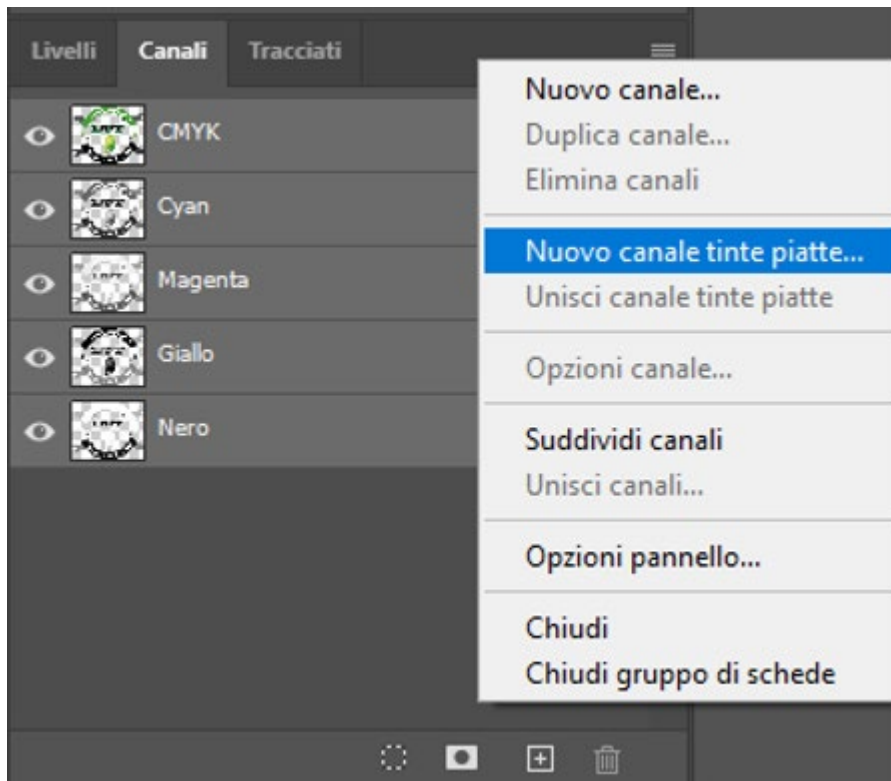 Livelli Canali Tracciati
CMYK
Cyan
Magenta
Giallo
Nero
Nuovo canale...
Duplica canale...
Elimina canali
Nuovo canale tinte piatte...
Unisci canale tinte piatte
Opzioni canale...
Suddividi canali
Unisci canali...
Opzioni pannello...
Chiudi
Chiudi gruppo di schede